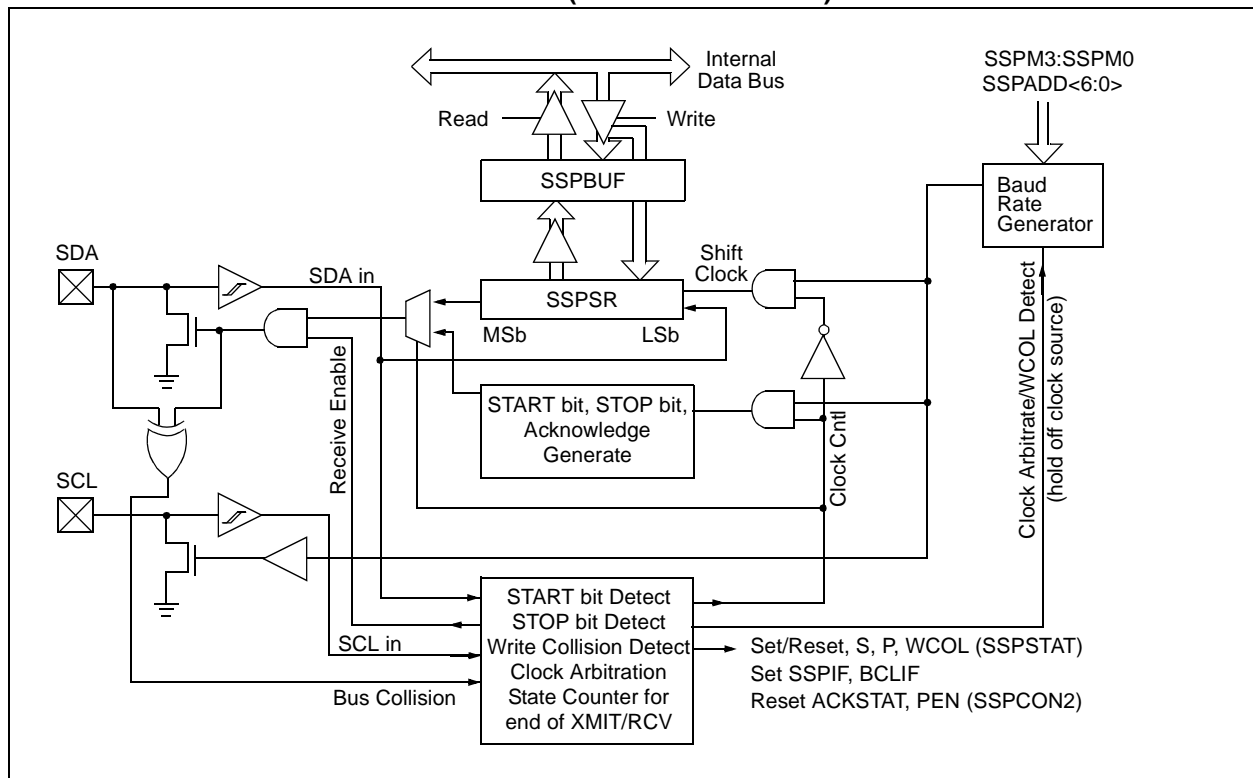 Internal
Data Bus
SSPM3:SSPM0
SSPADD<6:0>
Read
Write
SSPBUF
Baud
Rate
Generator
SDA
SDA in
Shift
Clock
SSPSR
MSb
LSb
START bit, STOP bit,
Acknowledge
Generate
Receive Enable
Clock Cntl
Clock Arbitrate/WCOL Detect
(hold off clock source)
SCL
SCL in
Bus Collision
START bit Detect
STOP bit Detect
Write Collision Detect
Clock Arbitration
State Counter for
end of XMIT/RCV
Set/Reset, S, P, WCOL (SSPSTAT)
Set SSPIF, BCLIF
Reset ACKSTAT, PEN (SSPCON2)